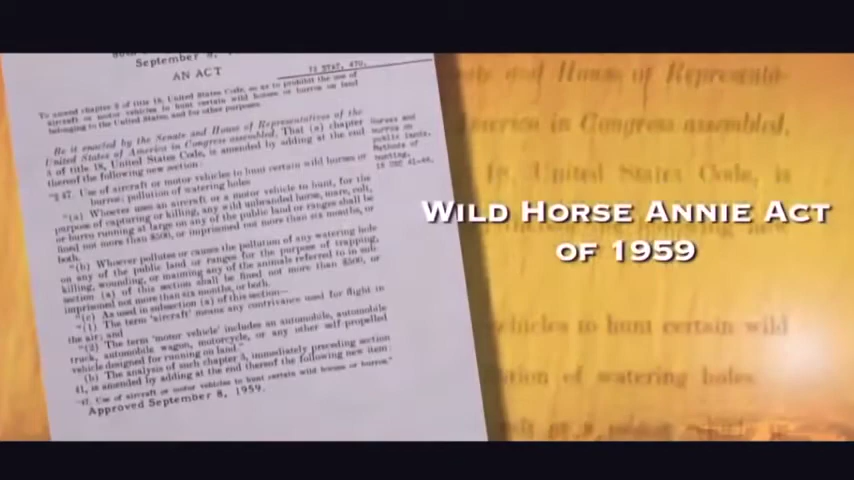 September 8,
AN ACT
72 STAT. 470.
To amend chapter 3 of title 18, United States Code, so as to prohibit the use of
aircraft or motor vehicles to hunt certain wild horses or burros on land
belonging to the United States, and for other purposes.
Be it enacted by the Senate and House of Representatives of the
United States of America in Congress assembled, That (a) chapter
3 of title 18, United States Code, is amended by adding at the end
thereof the following new section:
Horses and
burros on
public lands.
Methods of
hunting.
18 USC 41-46.
"§ 47. Use of aircraft or motor vehicles to hunt certain wild horses or
burros; pollution of watering holes
"(a) Whoever uses an aircraft or a motor vehicle to hunt, for the
purpose of capturing or killing, any wild unbranded horse, mare, colt,
or burro running at large on any of the public land or ranges shall be
fined not more than $500, or imprisoned not more than six months, or
both.
"(b) Whoever pollutes or causes the pollution of any watering hole
on any of the public land or ranges for the purpose of trapping,
killing, wounding, or maiming any of the animals referred to in sub-
section (a) of this section shall be fined not more than $500, or
imprisoned not more than six months, or both.
"(c) As used in subsection (a) of this section—
"(1) The term 'aircraft' means any contrivance used for flight in
the air; and
"(2) The term 'motor vehicle' includes an automobile, automobile
truck, automobile wagon, motorcycle, or any other self-propelled
vehicle designed for running on land."
(b) The analysis of such chapter 3, immediately preceding section
41, is amended by adding at the end thereof the following new item:
"47. Use of aircraft or motor vehicles to hunt certain wild horses or burros."
Approved September 8, 1959.
WILD HORSE ANNIE ACT
OF 1959
ate and House of Representa-
America in Congress assembled,
18, United States Code, is
the following new
vehicles to hunt certain wild
of watering holes
a motor vehicle